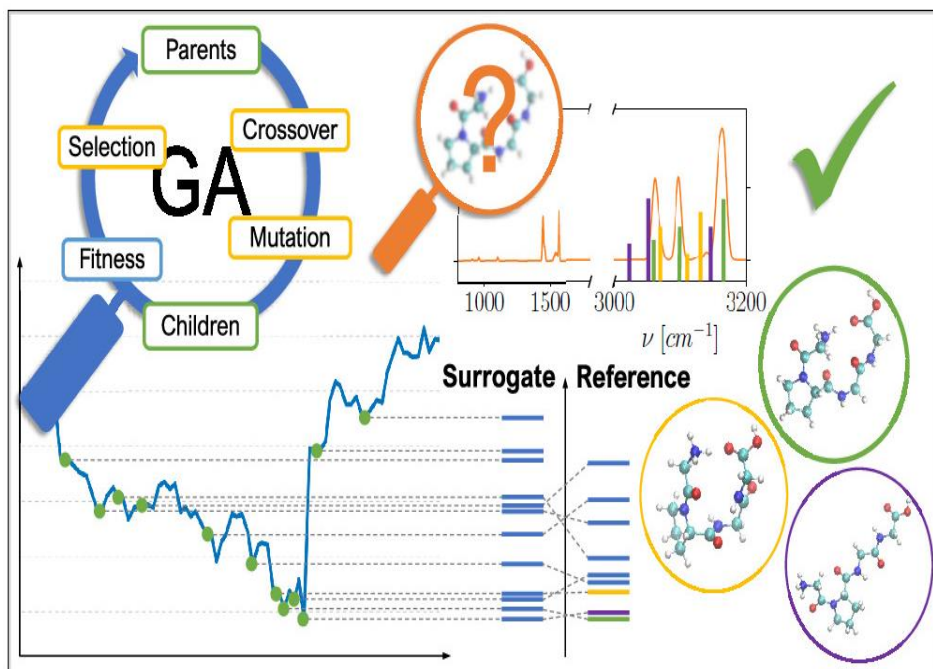 Parents
Crossover
Selection
GA
Mutation
Fitness
Children
?
1000
1500
3000
3200
ν [cm⁻¹]
Surrogate
Reference